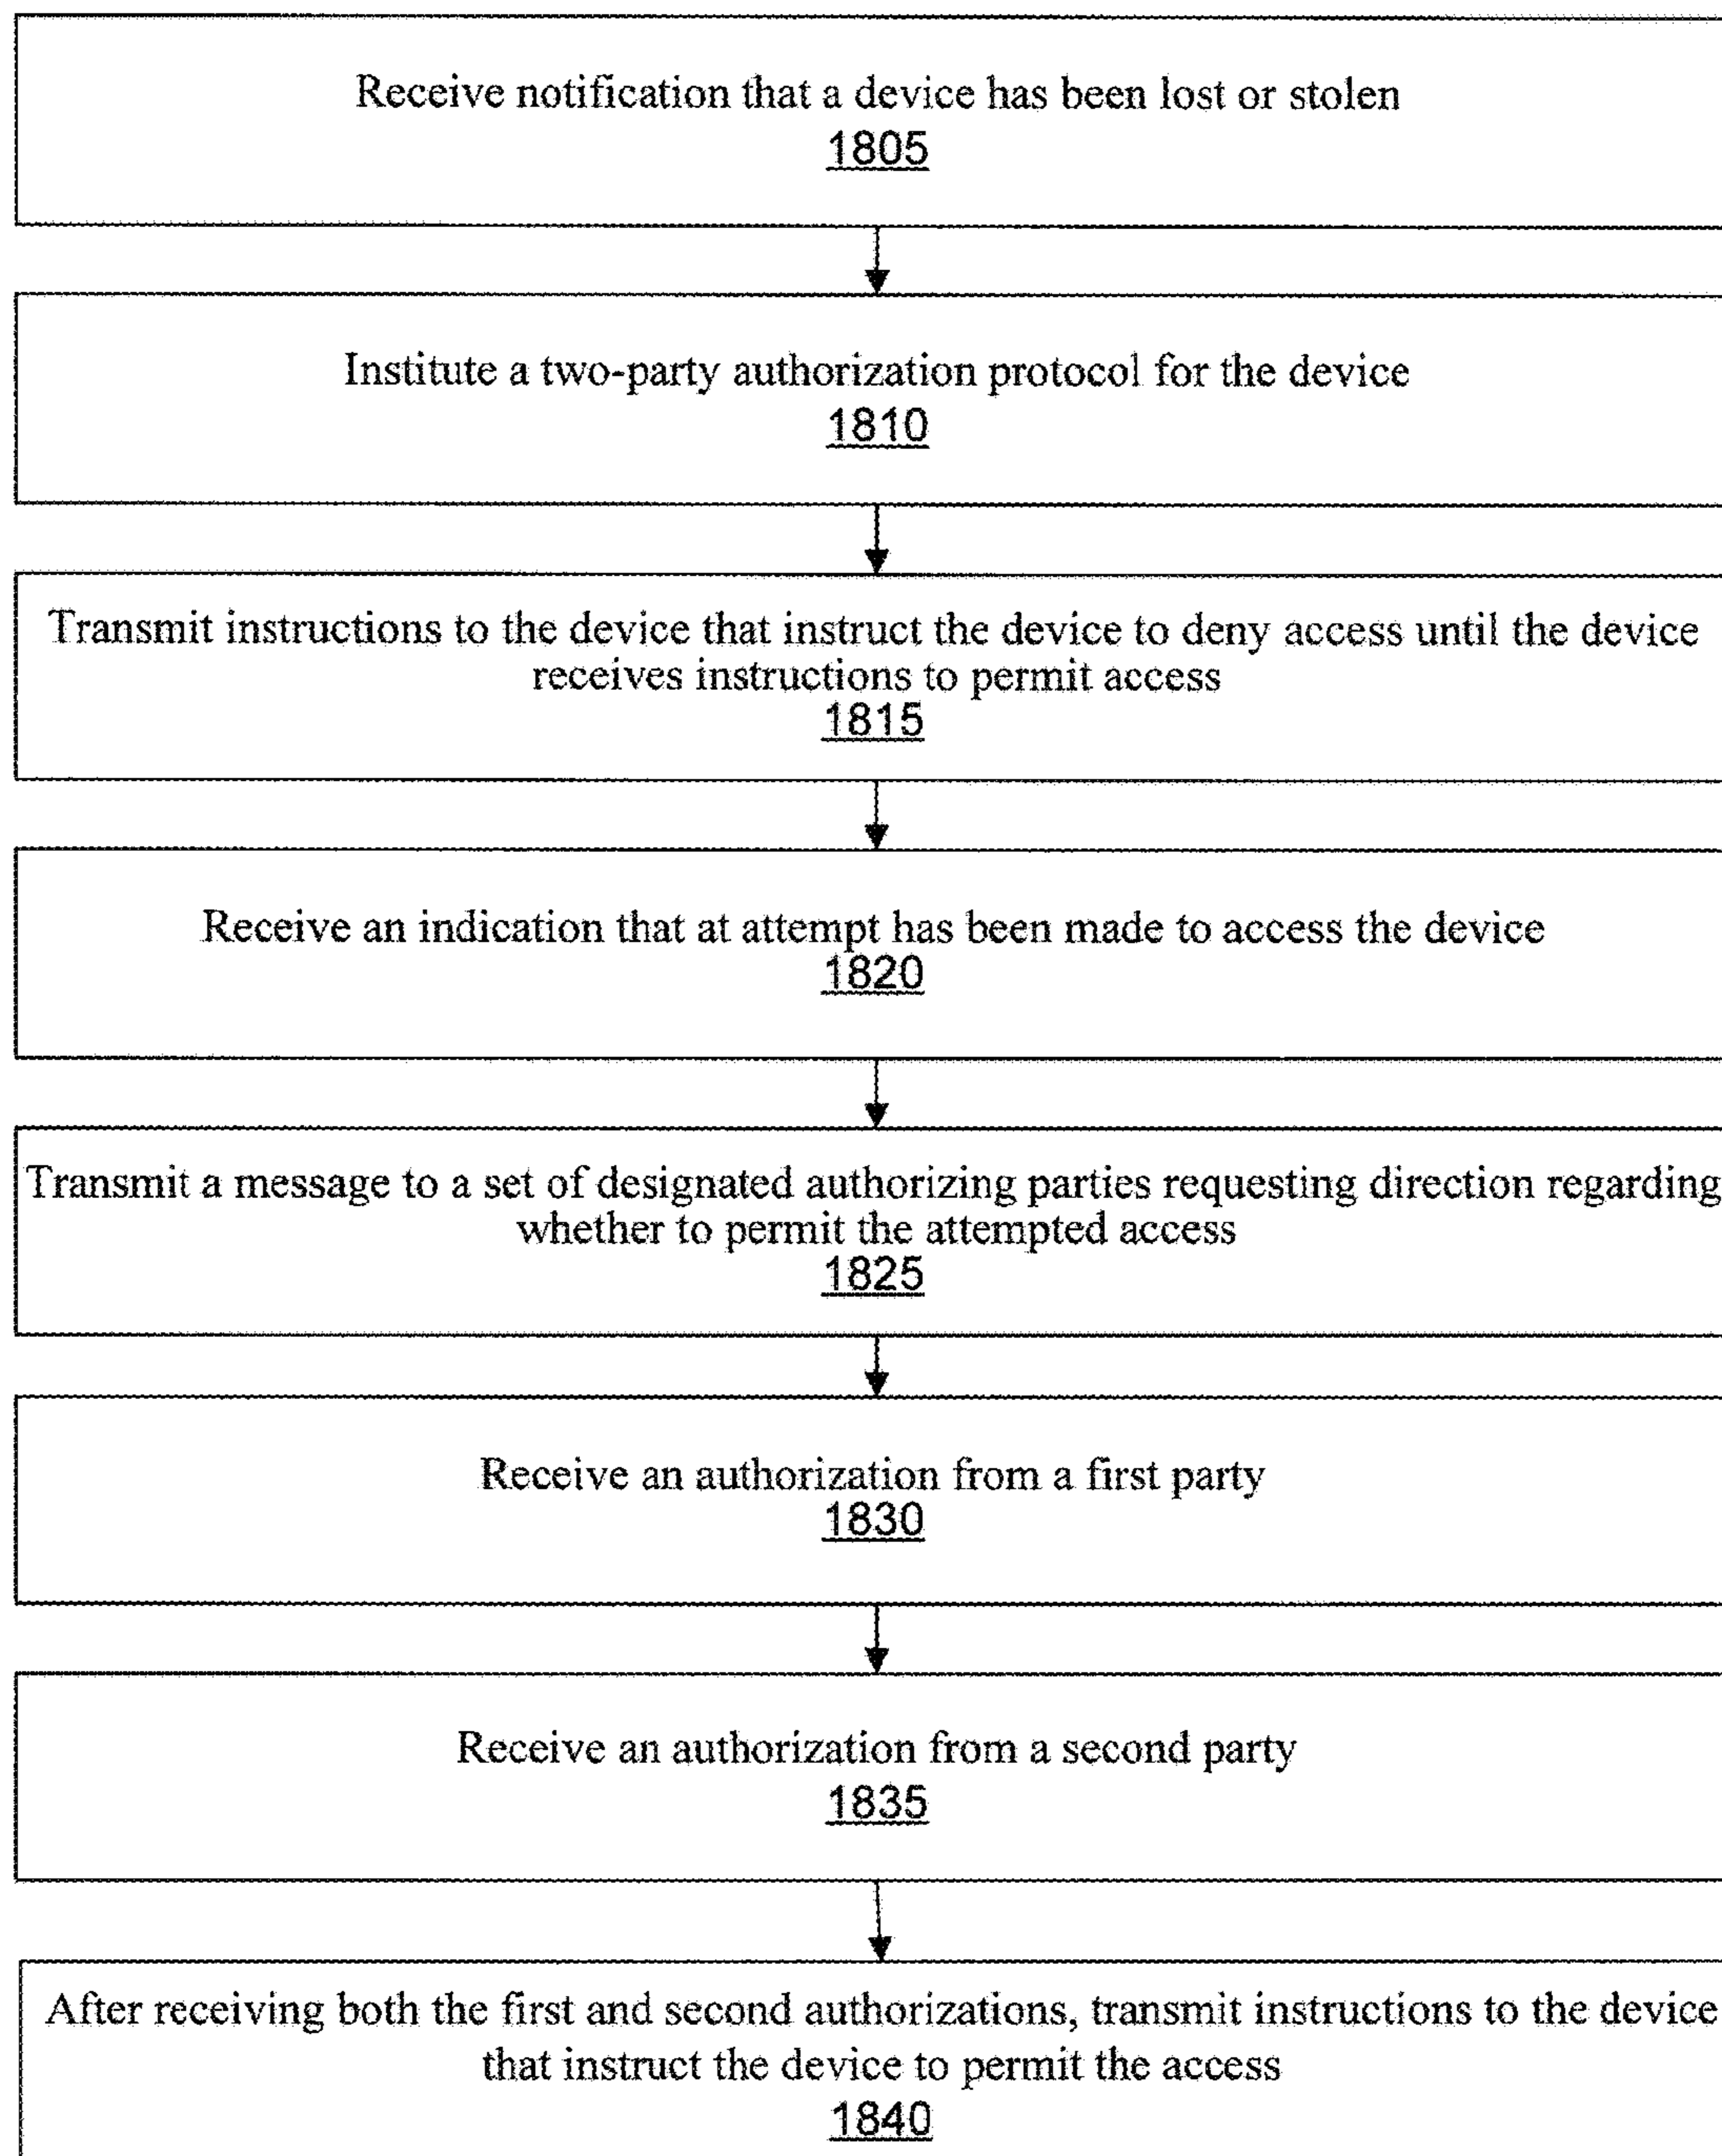 Receive notification that a device has been lost or stolen
1805
Institute a two-party authorization protocol for the device
1810
Transmit instructions to the device that instruct the device to deny access until the device
receives instructions to permit access
1815
Receive an indication that at attempt has been made to access the device
1820
Transmit a message to a set of designated authorizing parties requesting direction regarding
whether to permit the attempted access
1825
Receive an authorization from a first party
1830
Receive an authorization from a second party
1835
After receiving both the first and second authorizations, transmit instructions to the device
that instruct the device to permit the access
1840